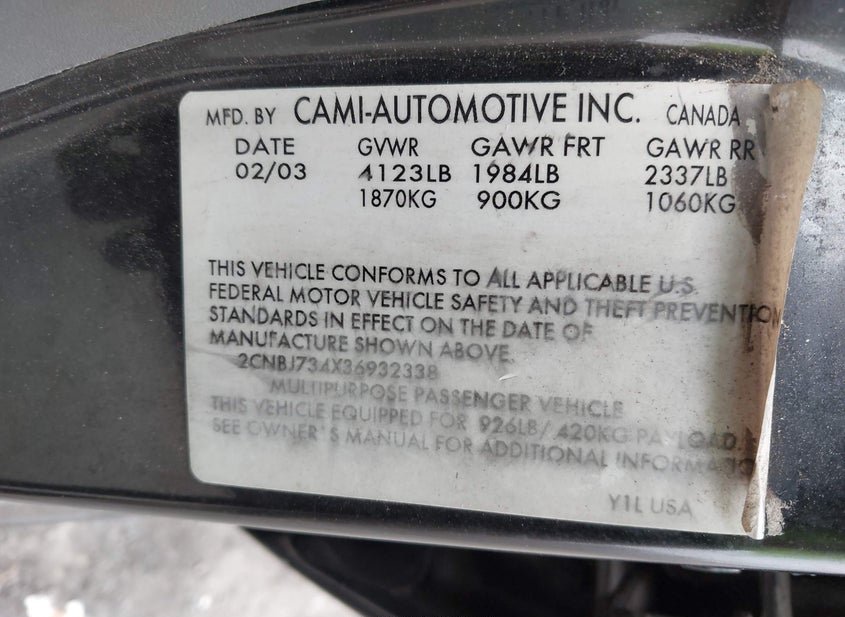 MFD. BY CAMI-AUTOMOTIVE INC. CANADA
DATE GVWR GAWR FRT GAWR RR
02/03 4123LB 1984LB 2337LB
1870KG 900KG 1060KG
THIS VEHICLE CONFORMS TO ALL APPLICABLE U.S.
FEDERAL MOTOR VEHICLE SAFETY AND THEFT PREVENTION
STANDARDS IN EFFECT ON THE DATE OF
MANUFACTURE SHOWN ABOVE.
2CNBJ734X36932338
MULTIPURPOSE PASSENGER VEHICLE
THIS VEHICLE EQUIPPED FOR 926LB/ 420KG PAYLOAD
SEE OWNER'S MANUAL FOR ADDITIONAL INFORMATIO
Y1L USA